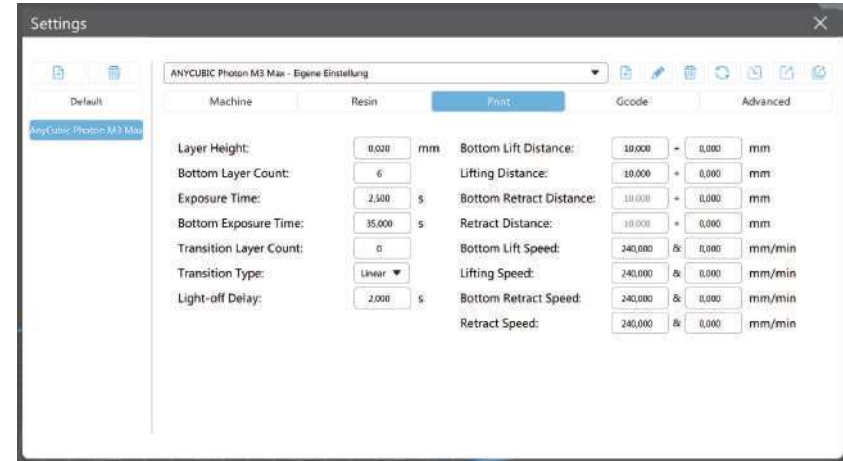 Settings
ANYCUBIC Photon M3 Max - Eigene Einstellung
Default
Machine Resin Print Gcode Advanced
AnyCubic Photon M3 Max
Layer Height: 0,020 mm Bottom Lift Distance: 10,000 + 0,000 mm
Bottom Layer Count: 6 Lifting Distance: 10,000 + 0,000 mm
Exposure Time: 2,500 s Bottom Retract Distance: 10,000 + 0,000 mm
Bottom Exposure Time: 35,000 s Retract Distance: 10,000 + 0,000 mm
Transition Layer Count: 0 Bottom Lift Speed: 240,000 & 0,000 mm/min
Transition Type: Linear Lifting Speed: 240,000 & 0,000 mm/min
Light-off Delay: 2,000 s Bottom Retract Speed: 240,000 & 0,000 mm/min
Retract Speed: 240,000 & 0,000 mm/min